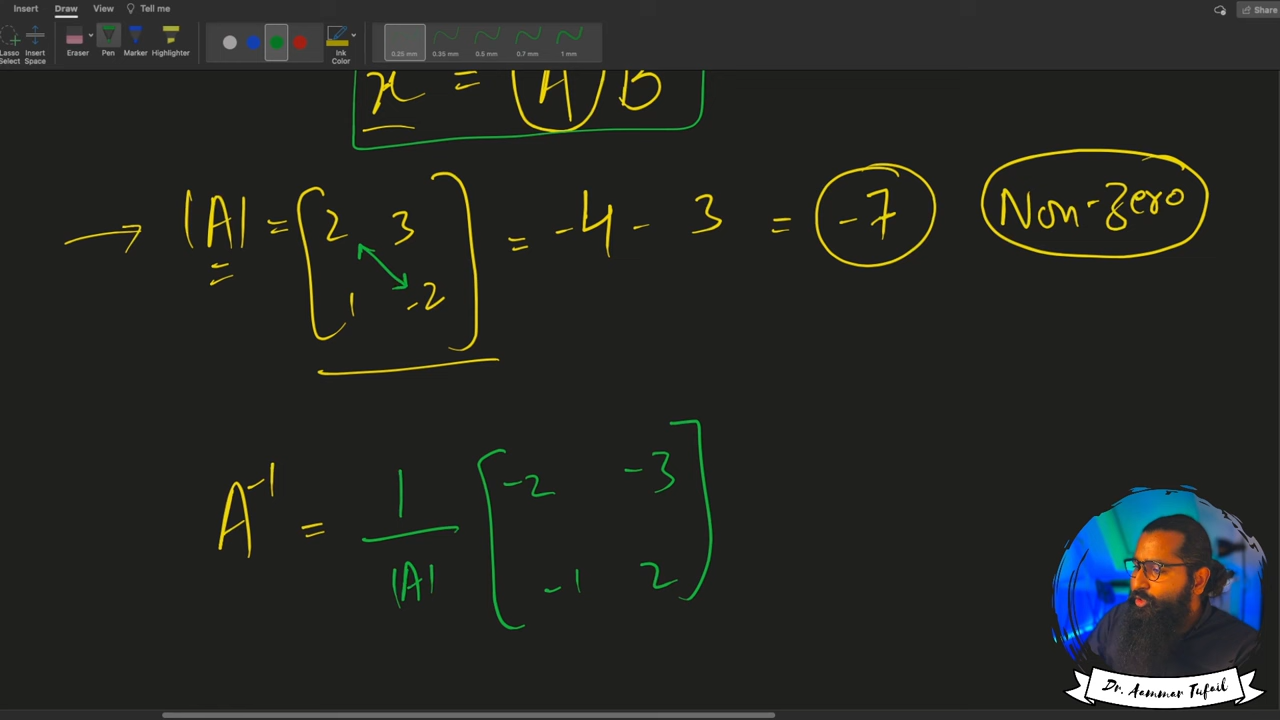 Insert Draw View Tell me
Share
Lasso Select Insert Space Eraser Pen Marker Highlighter Ink Color 0.25 mm 0.35 mm 0.5 mm 0.7 mm 1 mm
x = A B
→ |A| = [2 3 = -4 - 3 = -7 Non-Zero
1 -2]
A⁻¹ = 1/|A| [-2 -3
-1 2]
Dr. Aammar Tufail